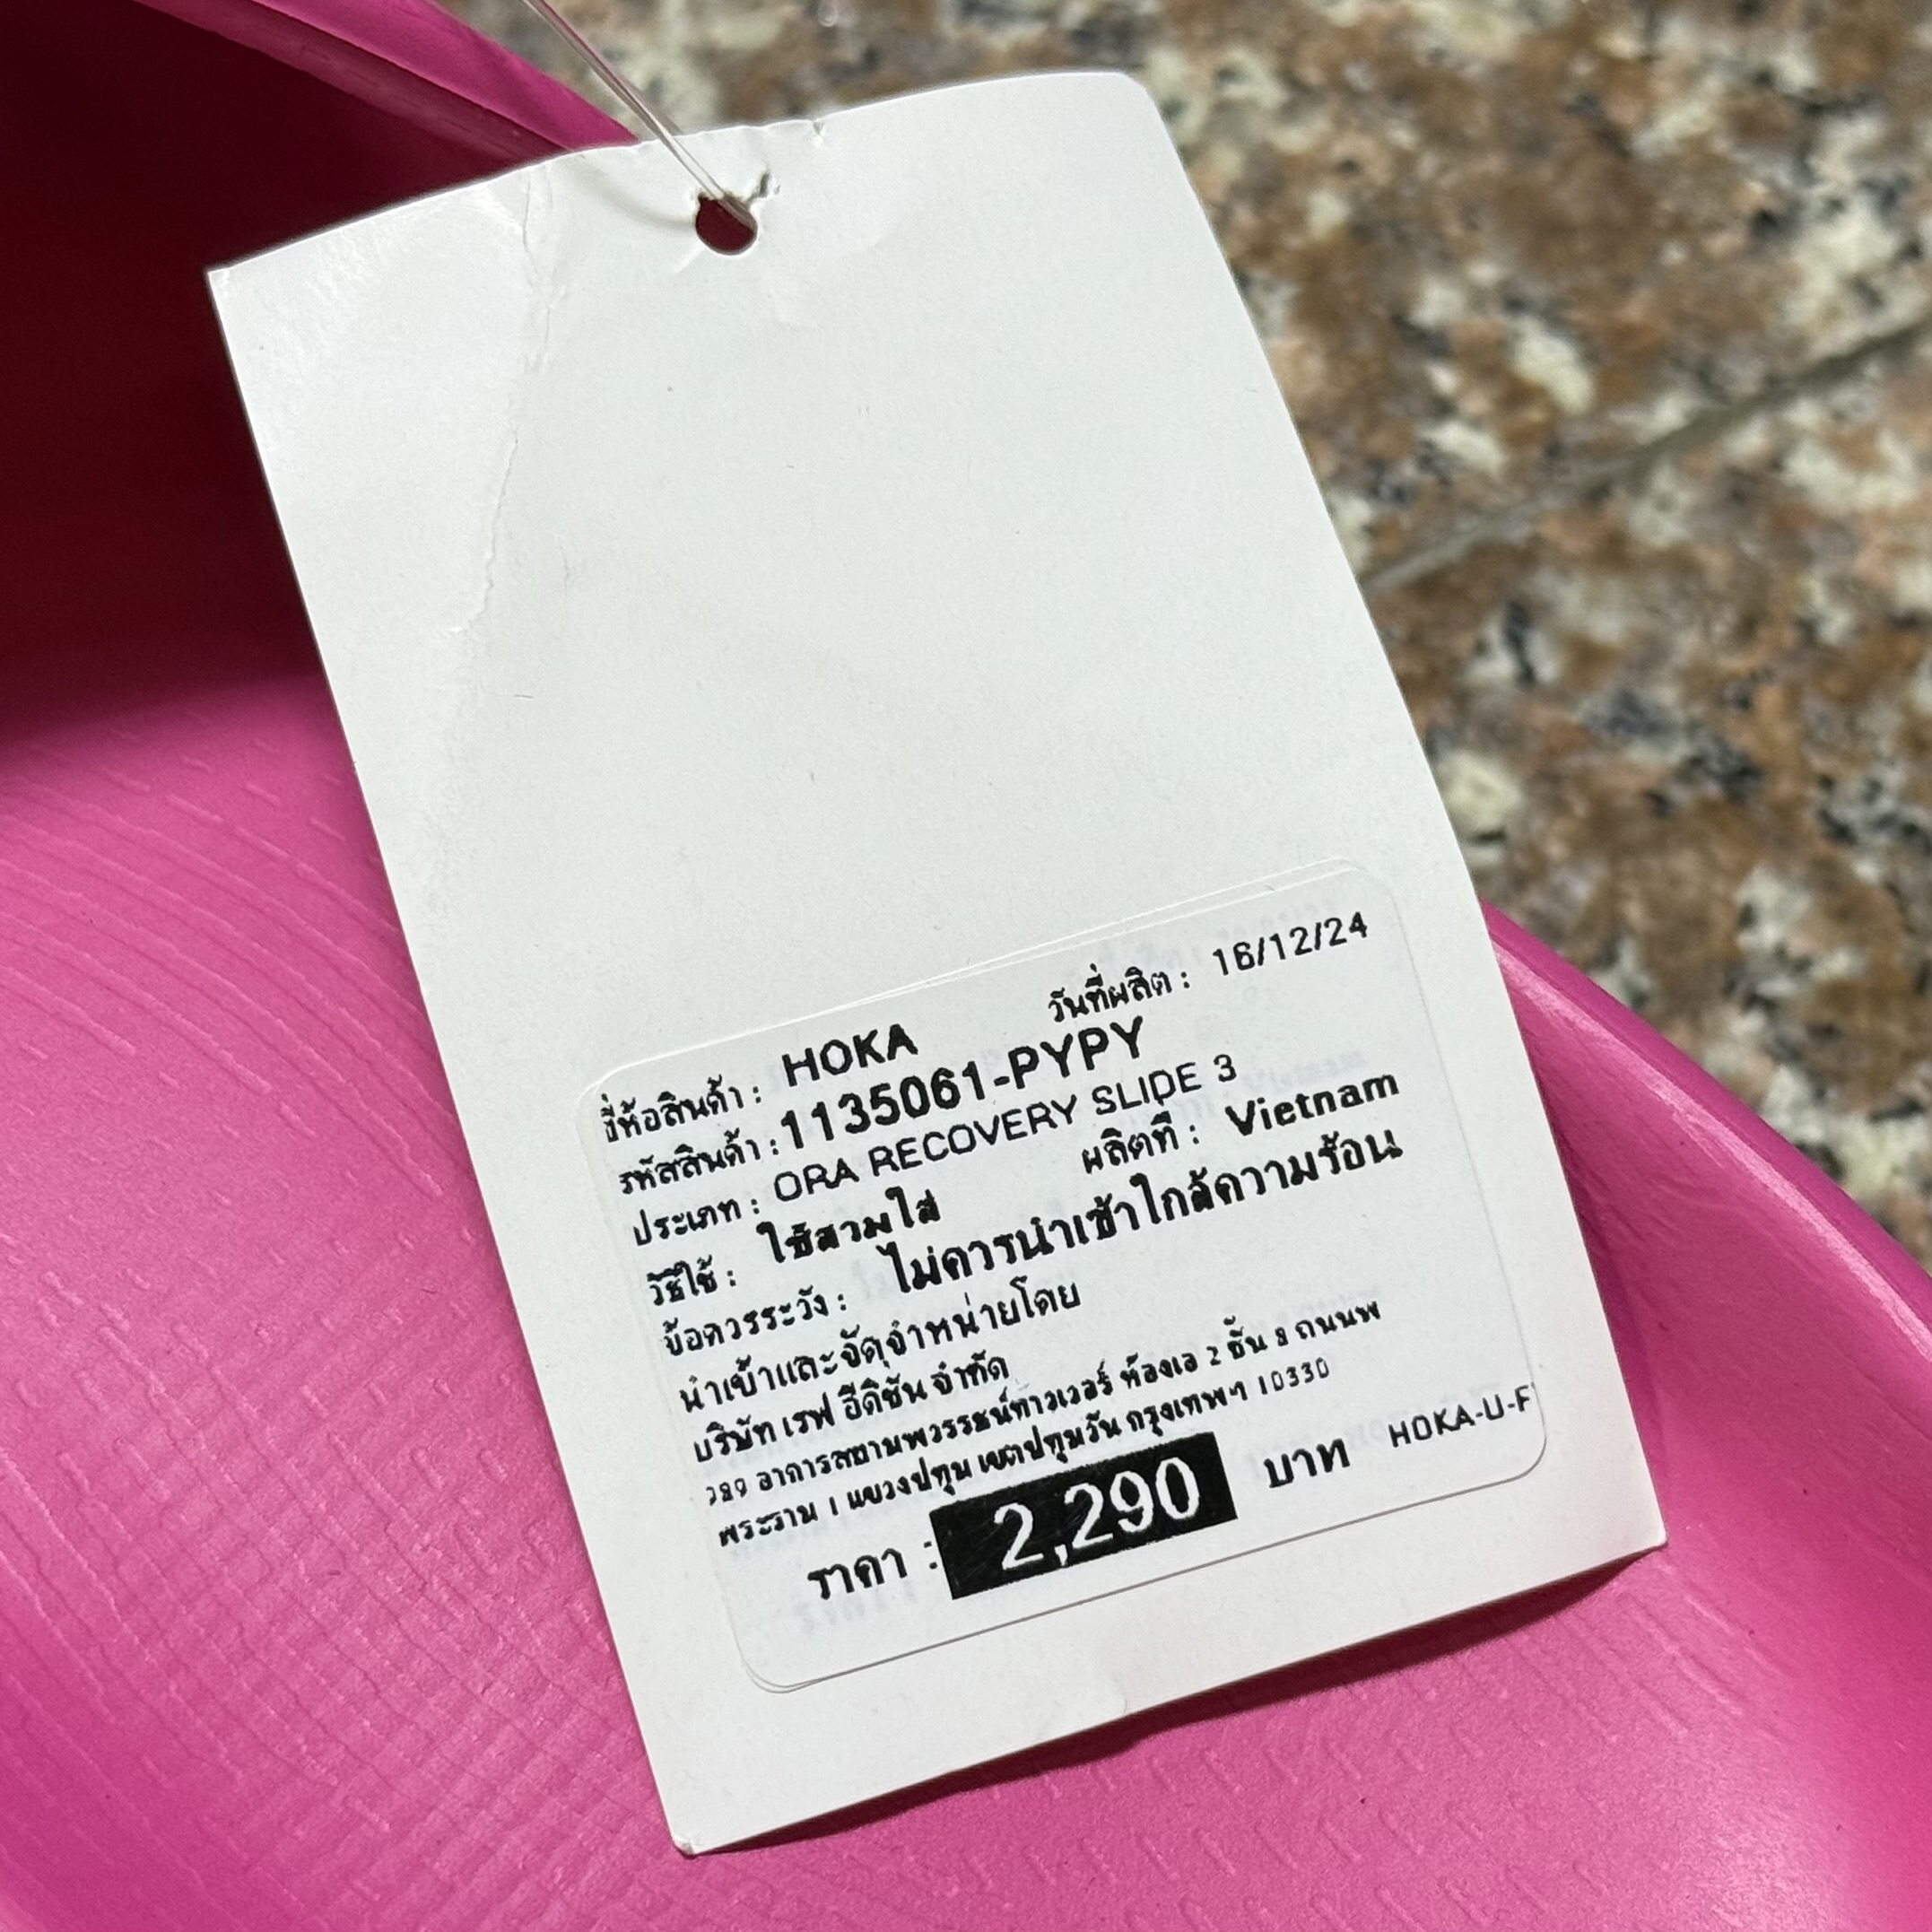 วันที่ผลิต : 16/12/24
ยี่ห้อสินค้า : HOKA
รหัสสินค้า : 1135061-PYPY
ประเภท : ORA RECOVERY SLIDE 3
วิธีใช้ : ใช้สวมใส่ ผลิตที่ : Vietnam
ข้อควรระวัง : ไม่ควรนำเข้าใกล้ความร้อน
นำเข้าและจัดจำหน่ายโดย
บริษัท เรฟ อีดิชั่น จำกัด
989 อาคารสยามพิวรรธน์ทาวเวอร์ ห้องเอ 2 ชั้น ถนนพ
พระราม 1 แขวงปทุม เขตปทุมวัน กรุงเทพฯ 10330
ราคา : 2,290 บาท HOKA-U-F